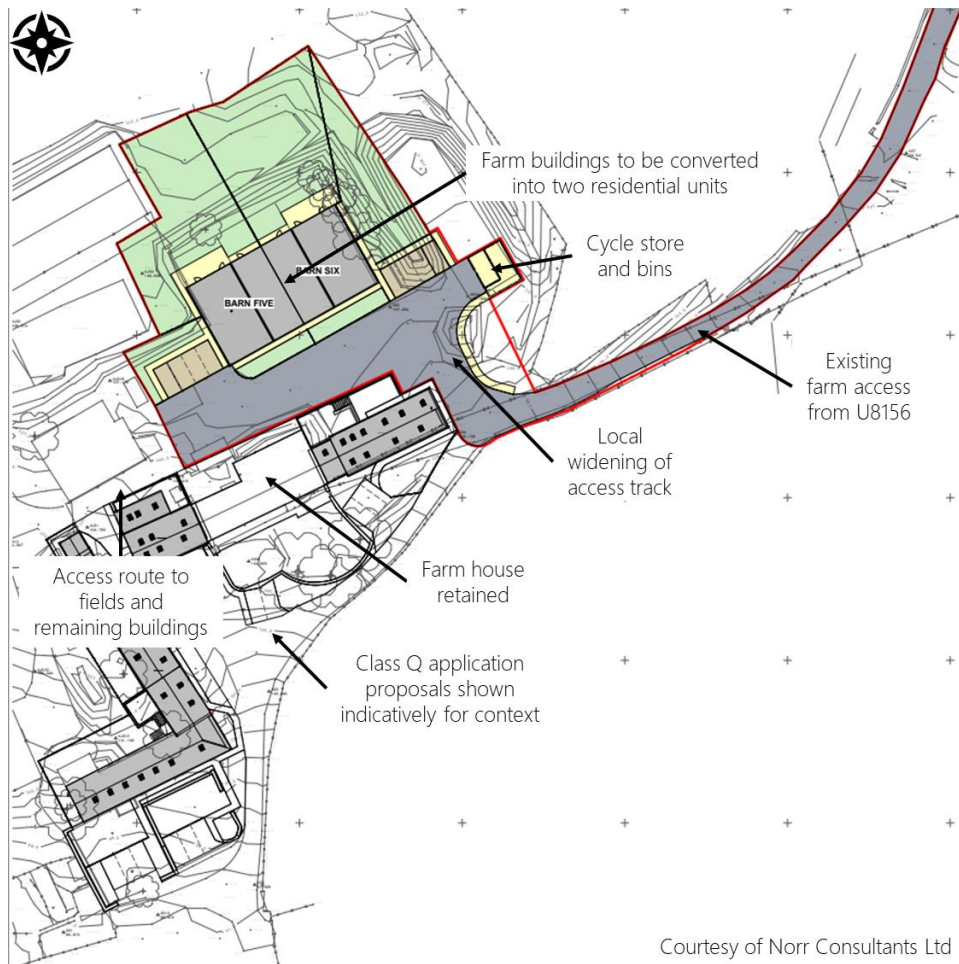 Farm buildings to be converted
into two residential units
Cycle store
and bins
BARN SIX
BARN FIVE
Existing
farm access
from U8156
Local
widening of
access track
Access route to
fields and
remaining buildings
Farm house
retained
Class Q application
proposals shown
indicatively for context
Courtesy of Norr Consultants Ltd